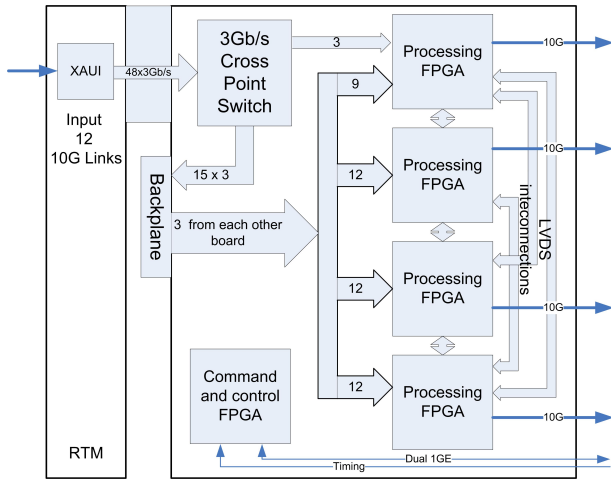 XAUI
48x3Gb/s
Input
12
10G Links
RTM
3Gb/s
Cross
Point
Switch
3
15 x 3
Backplane
3 from each other
board
9
12
12
12
Processing
FPGA
Processing
FPGA
Processing
FPGA
Processing
FPGA
10G
10G
10G
10G
LVDS
inteconnections
Command
and control
FPGA
Dual 1GE
Timing